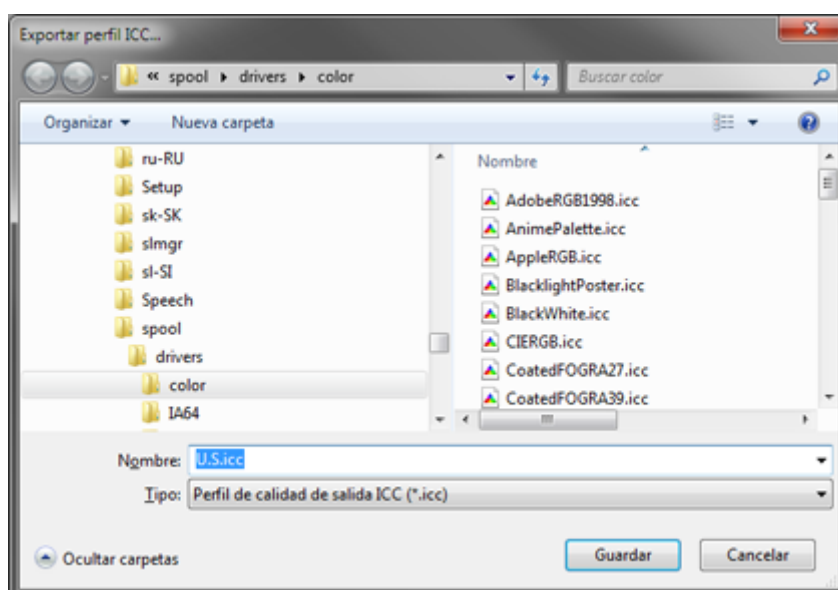 Exportar perfil ICC...
« spool ▸ drivers ▸ color
Buscar color
Organizar
Nueva carpeta
ru-RU
Setup
sk-SK
slmgr
sl-SI
Speech
spool
drivers
color
IA64
Nombre
AdobeRGB1998.icc
AnimePalette.icc
AppleRGB.icc
BlacklightPoster.icc
BlackWhite.icc
CIERGB.icc
CoatedFOGRA27.icc
CoatedFOGRA39.icc
Nombre: U.S.icc
Tipo: Perfil de calidad de salida ICC (*.icc)
Ocultar carpetas
Guardar
Cancelar